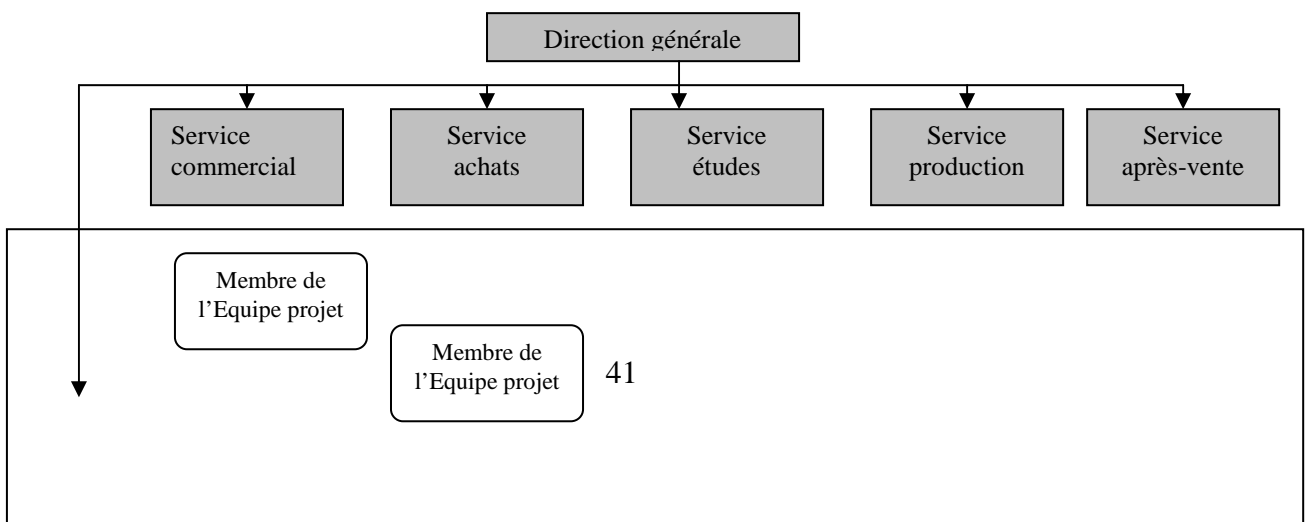 Direction générale
Service
commercial
Service
achats
Service
études
Service
production
Service
après-vente
Membre de
l’Equipe projet
Membre de
l’Equipe projet
41